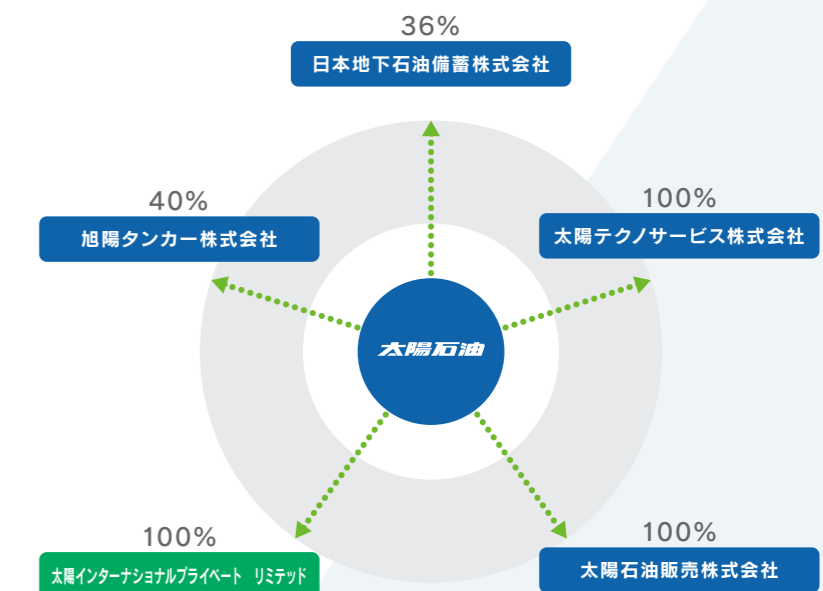 36%
日本地下石油備蓄株式会社
40%
旭陽タンカー株式会社
100%
太陽テクノサービス株式会社
太陽石油
100%
太陽インターナショナルプライベート　リミテッド
100%
太陽石油販売株式会社